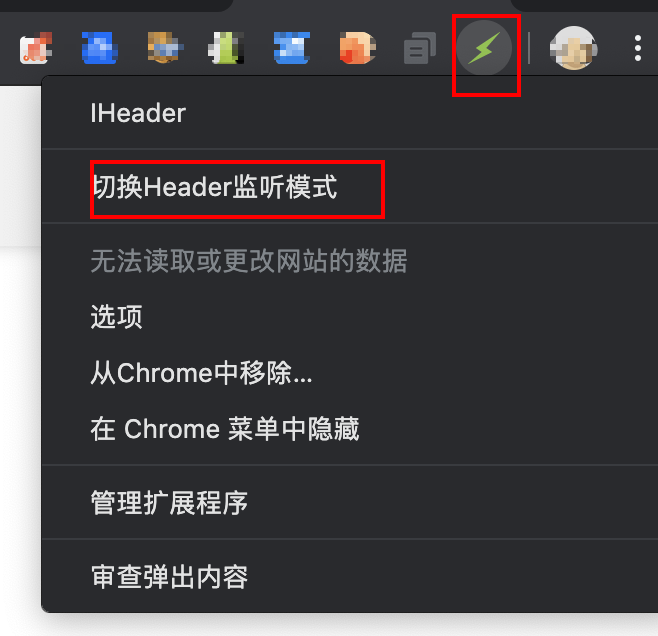 IHeader
切换Header监听模式
无法读取或更改网站的数据
选项
从Chrome中移除...
在 Chrome 菜单中隐藏
管理扩展程序
审查弹出内容